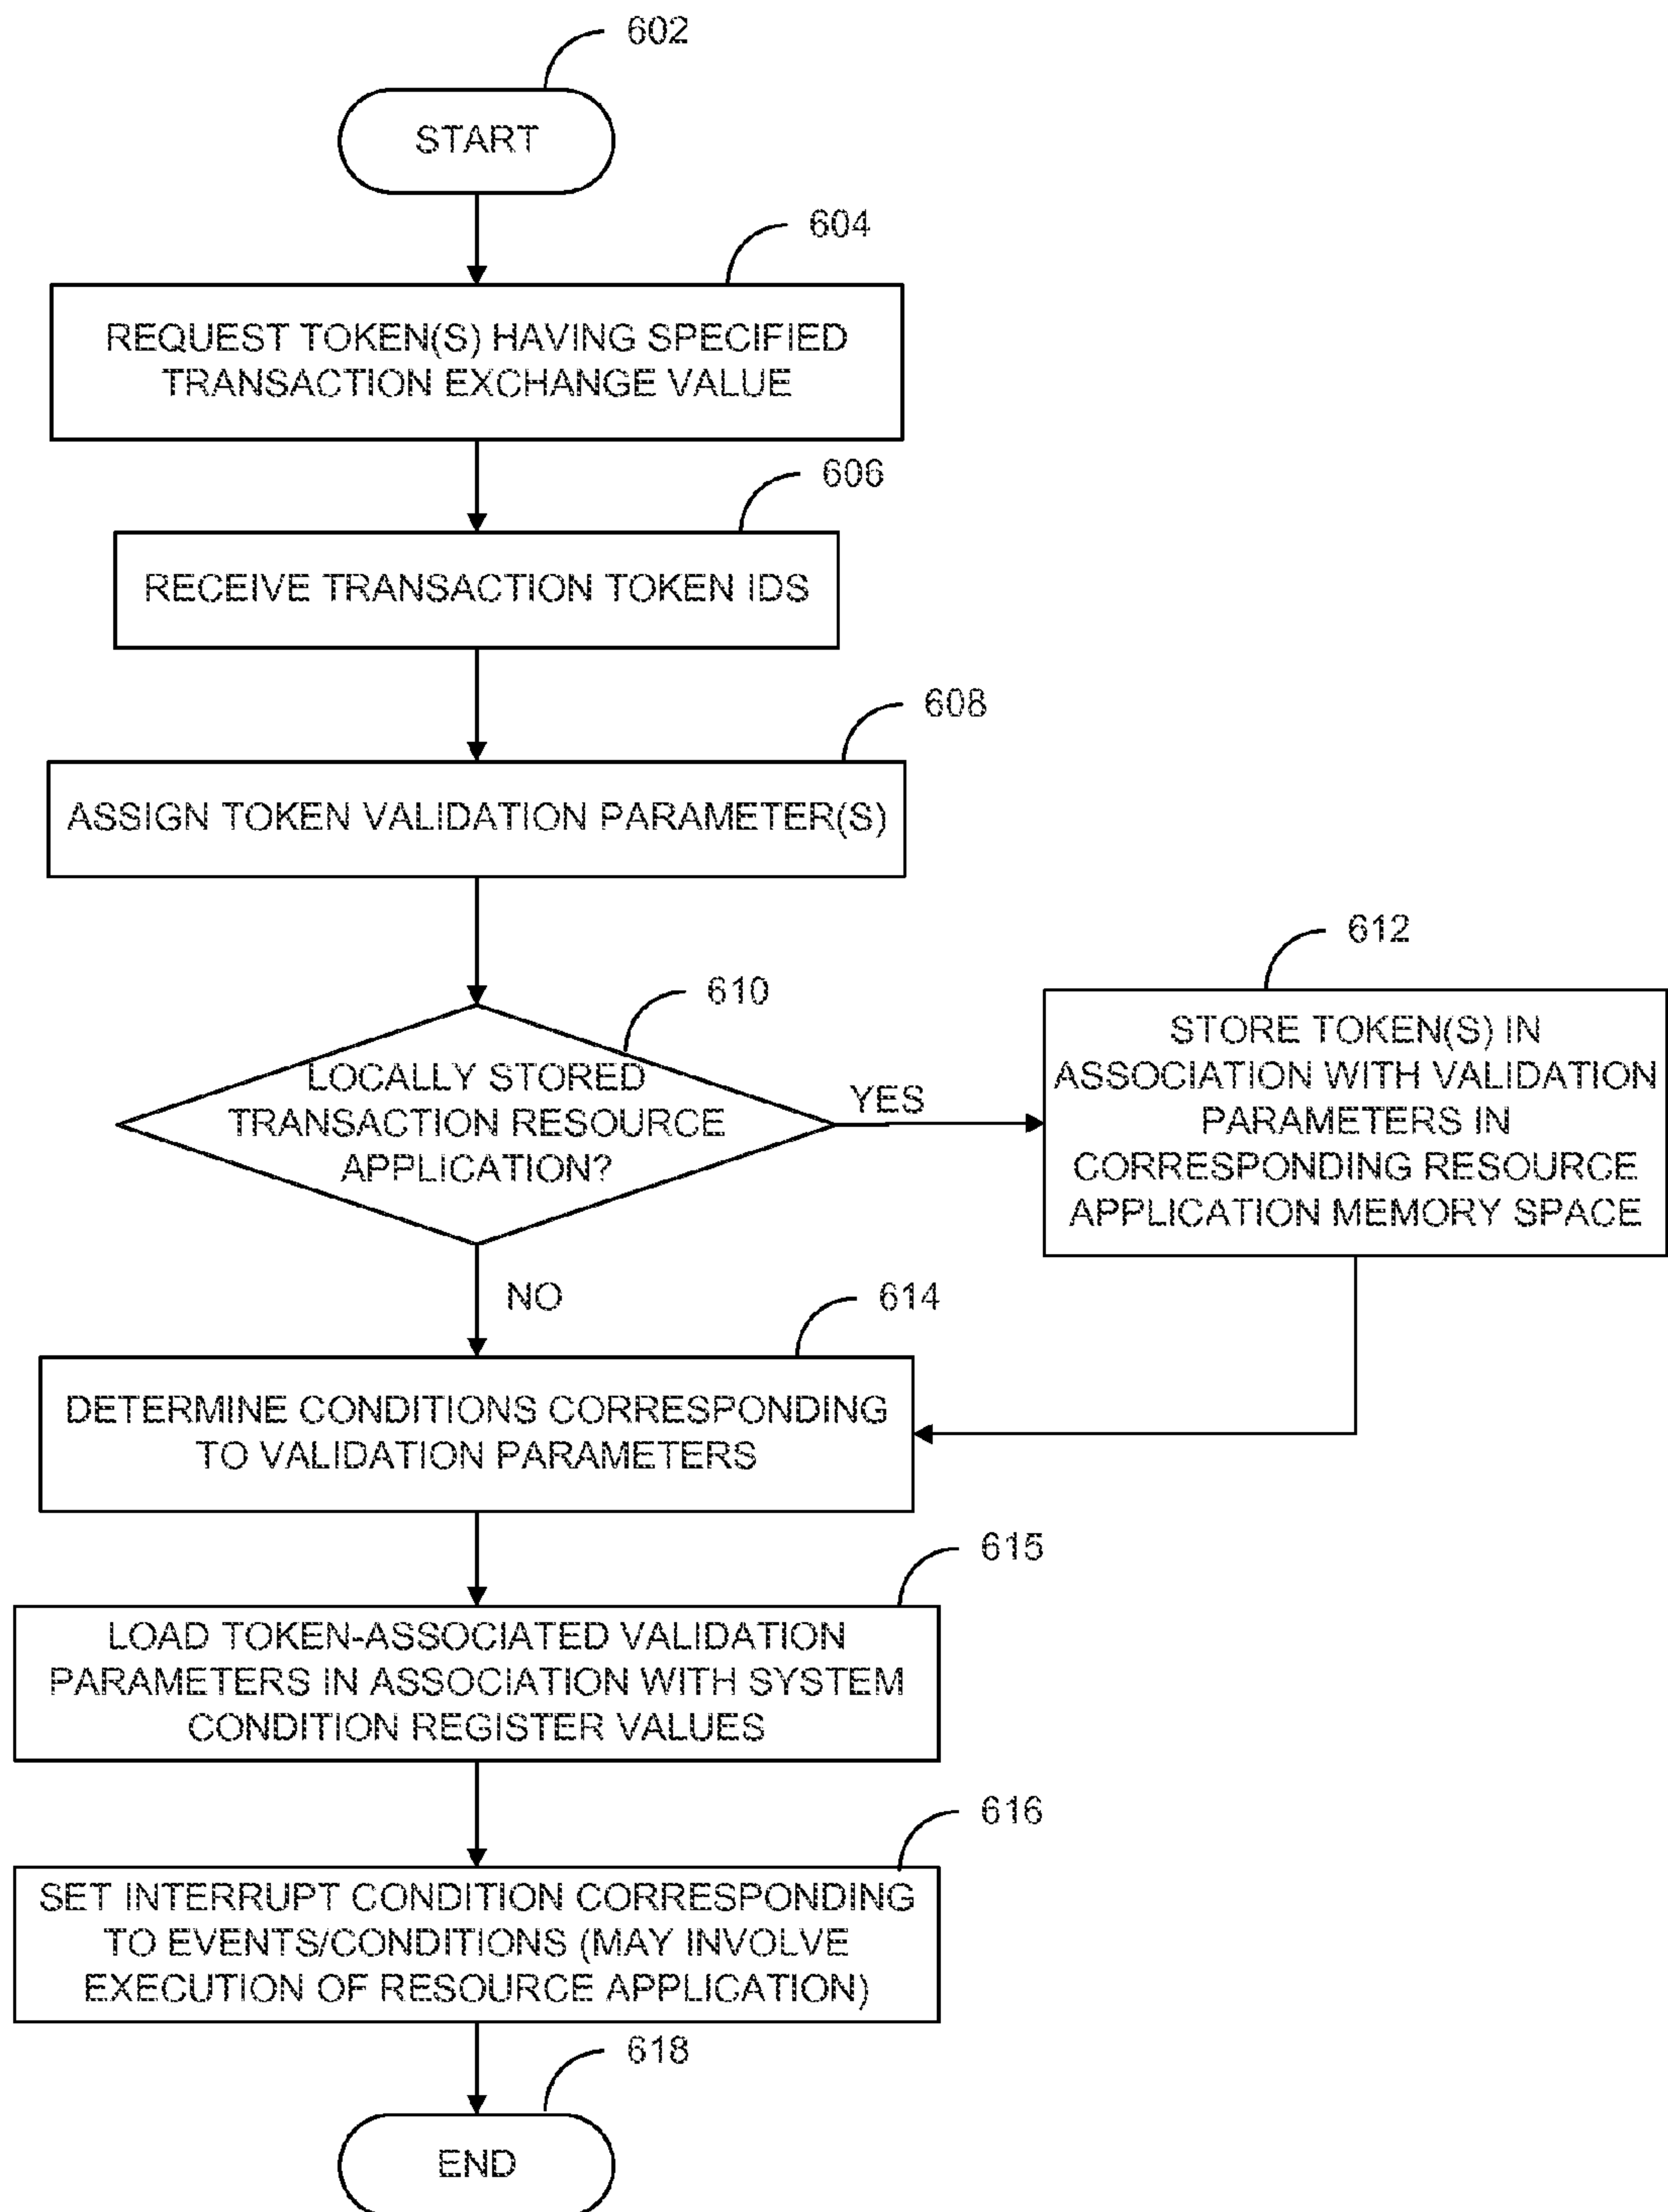 602
START
604
REQUEST TOKEN(S) HAVING SPECIFIED
TRANSACTION EXCHANGE VALUE
606
RECEIVE TRANSACTION TOKEN IDS
608
ASSIGN TOKEN VALIDATION PARAMETER(S)
610
LOCALLY STORED
TRANSACTION RESOURCE
APPLICATION?
YES
612
STORE TOKEN(S) IN
ASSOCIATION WITH VALIDATION
PARAMETERS IN
CORRESPONDING RESOURCE
APPLICATION MEMORY SPACE
NO
614
DETERMINE CONDITIONS CORRESPONDING
TO VALIDATION PARAMETERS
615
LOAD TOKEN-ASSOCIATED VALIDATION
PARAMETERS IN ASSOCIATION WITH SYSTEM
CONDITION REGISTER VALUES
616
SET INTERRUPT CONDITION CORRESPONDING
TO EVENTS/CONDITIONS (MAY INVOLVE
EXECUTION OF RESOURCE APPLICATION)
618
END